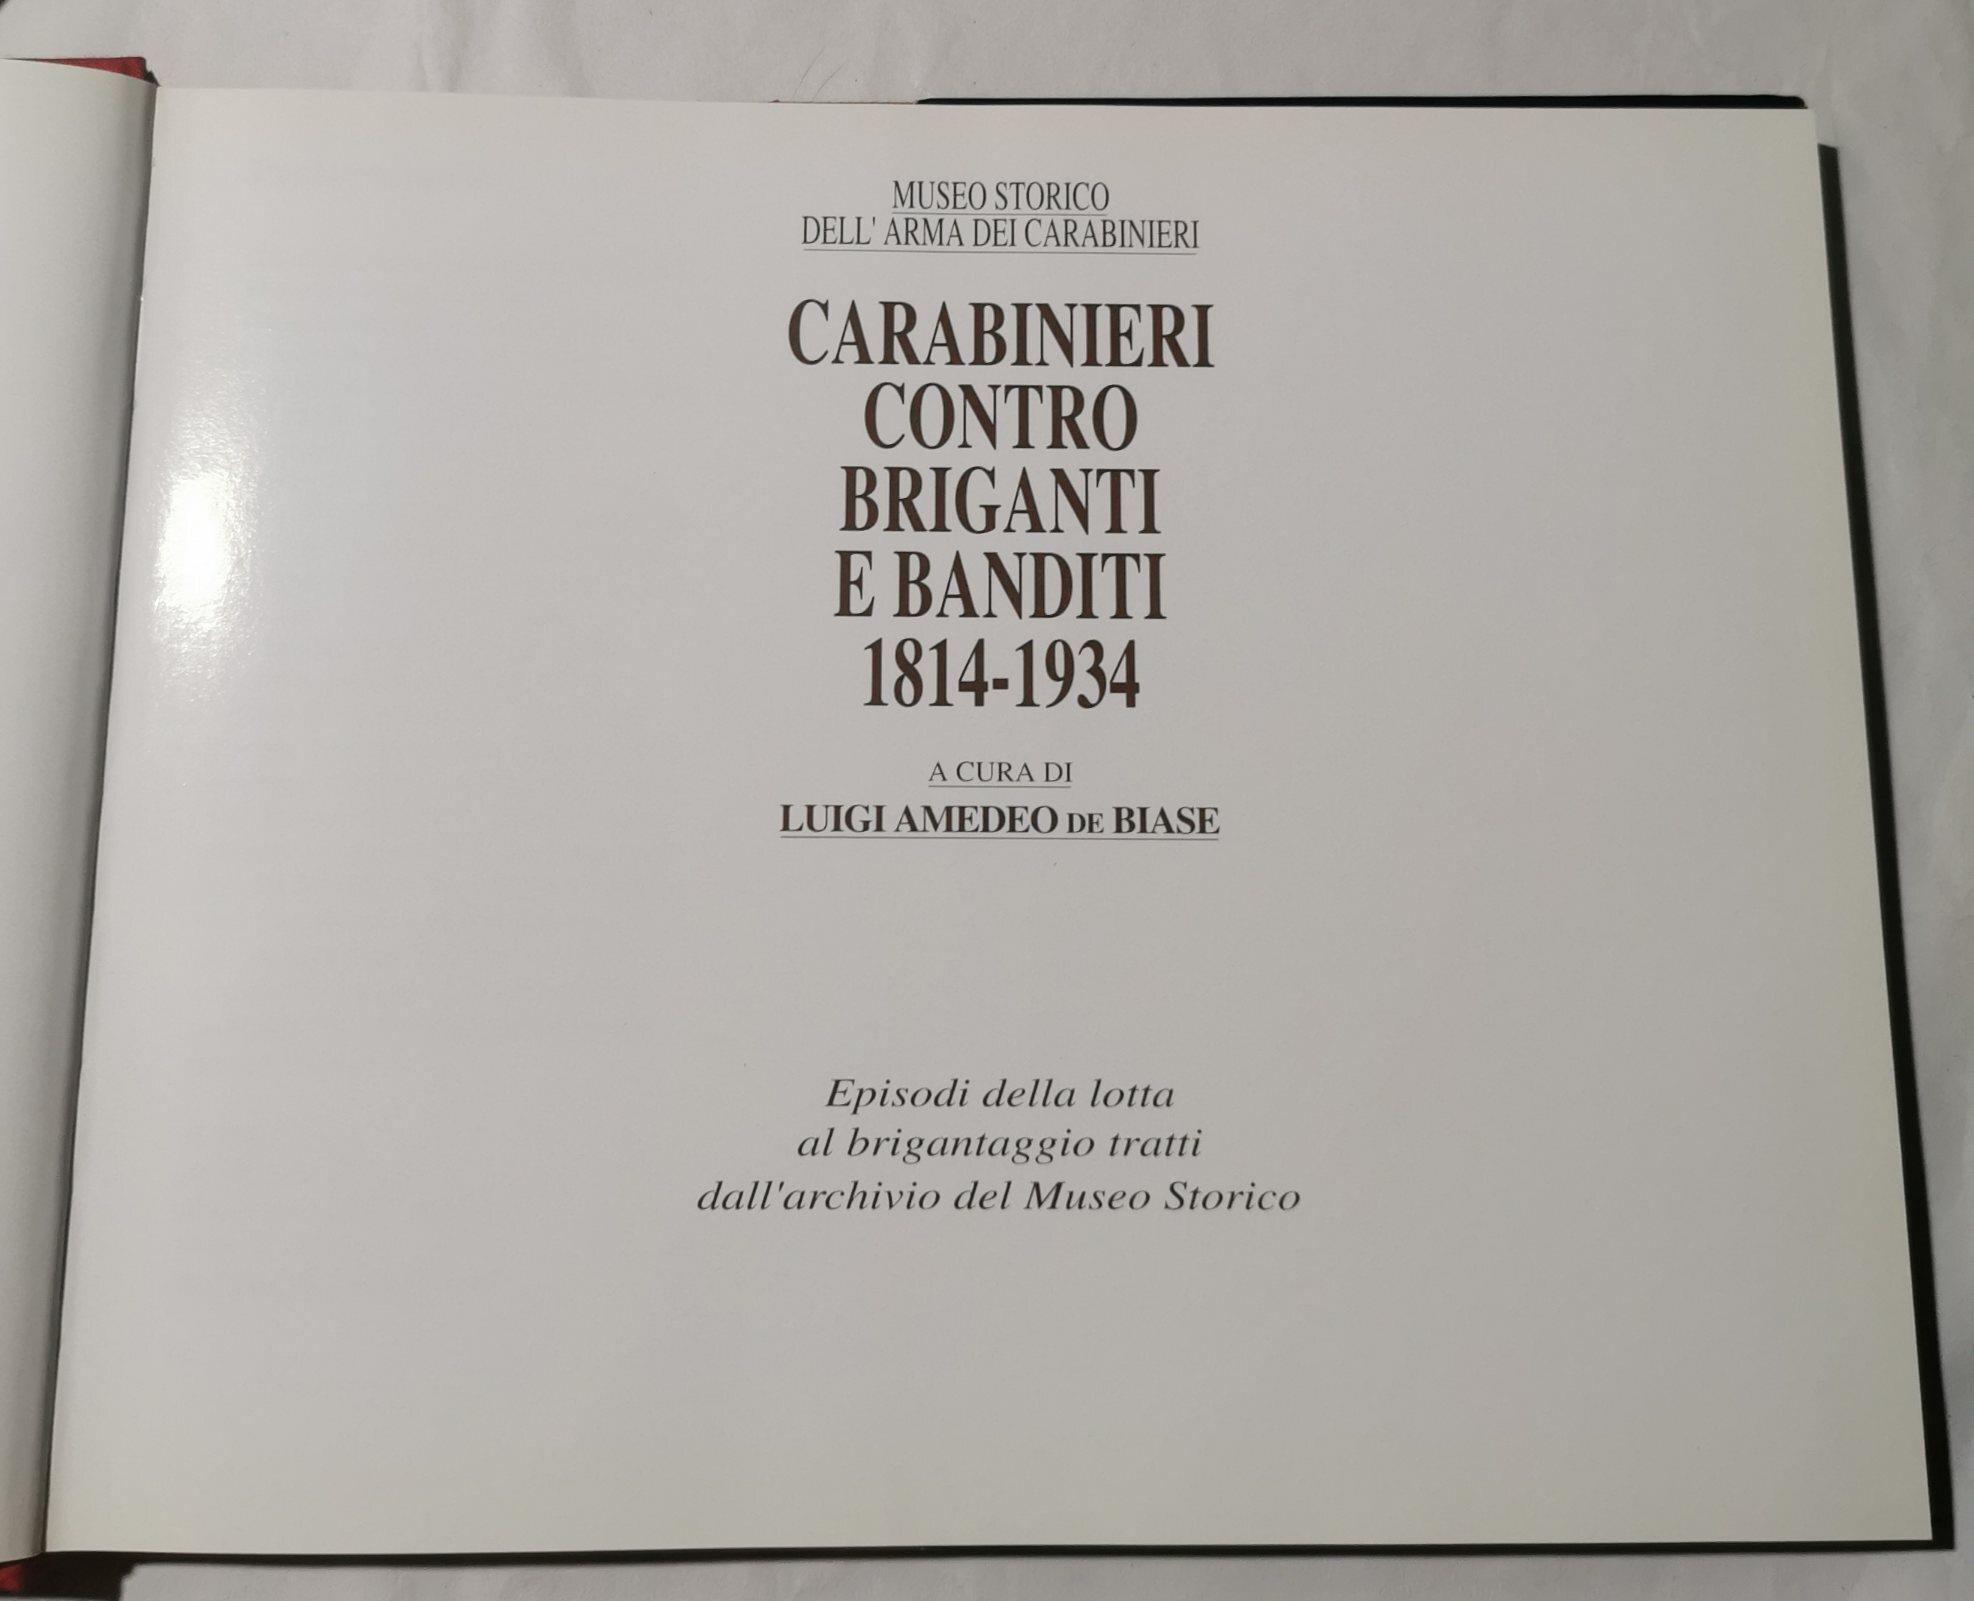 MUSEO STORICO
DELL' ARMA DEI CARABINIERI
CARABINIERI
CONTRO
BRIGANTI
E BANDITI
1814-1934
A CURA DI
LUIGI AMEDEO DE BIASE
Episodi della lotta
al brigantaggio tratti
dall'archivio del Museo Storico